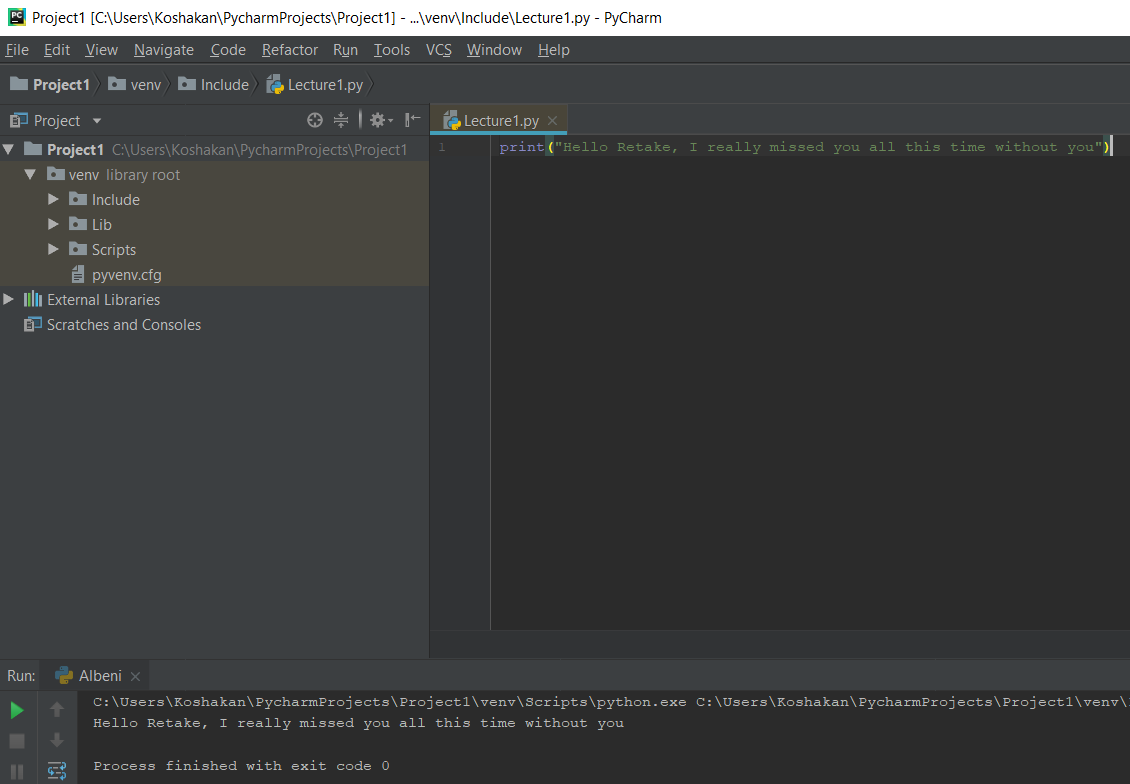 Project1 [C:\Users\Koshakan\PycharmProjects\Project1] - ...\venv\Include\Lecture1.py - PyCharm
File Edit View Navigate Code Refactor Run Tools VCS Window Help
Project1 venv Include Lecture1.py
Project
Lecture1.py
Project1 C:\Users\Koshakan\PycharmProjects\Project1
venv library root
Include
Lib
Scripts
pyvenv.cfg
External Libraries
Scratches and Consoles
1 print("Hello Retake, I really missed you all this time without you")
Run: Albeni
C:\Users\Koshakan\PycharmProjects\Project1\venv\Scripts\python.exe C:\Users\Koshakan\PycharmProjects\Project1\venv\
Hello Retake, I really missed you all this time without you
Process finished with exit code 0